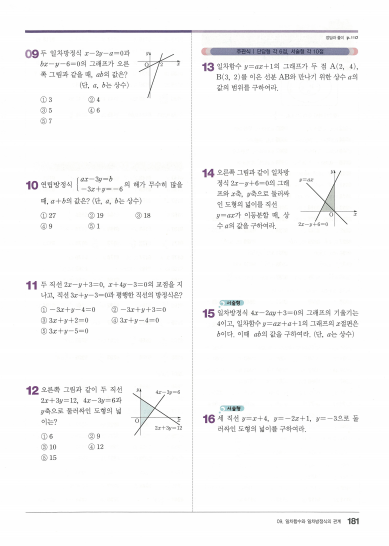 정답과 풀이 p.112
09 두 일차방정식 x-2y-a=0과
bx-y-6=0의 그래프가 오른
쪽 그림과 같을 때, ab의 값은?
(단, a, b는 상수)
① 3 ② 4
③ 5 ④ 6
⑤ 7
y
O 2 x
10 연립방정식 { ax-3y=b
-3x+y=-6 의 해가 무수히 많을
때, a+b의 값은? (단, a, b는 상수)
① 27 ② 19 ③ 18
④ 9 ⑤ 1
11 두 직선 2x-y+3=0, x+4y-3=0의 교점을 지
나고, 직선 3x+y-3=0과 평행한 직선의 방정식은?
① -3x+y-4=0 ② -3x+y+3=0
③ 3x+y+2=0 ④ 3x+y-4=0
⑤ 3x+y-5=0
12 오른쪽 그림과 같이 두 직선
2x+3y=12, 4x-3y=6과
y축으로 둘러싸인 도형의 넓
이는?
① 6 ② 9
③ 10 ④ 12
⑤ 15
y
4x-3y=6
O x
2x+3y=12
주관식 | 단답형 각 6점, 서술형 각 10점
13 일차함수 y=ax+1의 그래프가 두 점 A(2, 4),
B(3, 2)를 이은 선분 AB와 만나기 위한 상수 a의
값의 범위를 구하여라.
14 오른쪽 그림과 같이 일차방
정식 2x-y+6=0의 그래
프와 x축, y축으로 둘러싸
인 도형의 넓이를 직선
y=ax가 이등분할 때, 상
수 a의 값을 구하여라.
y=ax
y
O x
2x-y+6=0
서술형
15 일차방정식 4x-2ay+3=0의 그래프의 기울기는
4이고, 일차함수 y=ax+a+1의 그래프의 x절편은
b이다. 이때 ab의 값을 구하여라. (단, a는 상수)
서술형
16 세 직선 y=x+4, y=-2x+1, y=-3으로 둘
러싸인 도형의 넓이를 구하여라.
09. 일차함수와 일차방정식의 관계 181